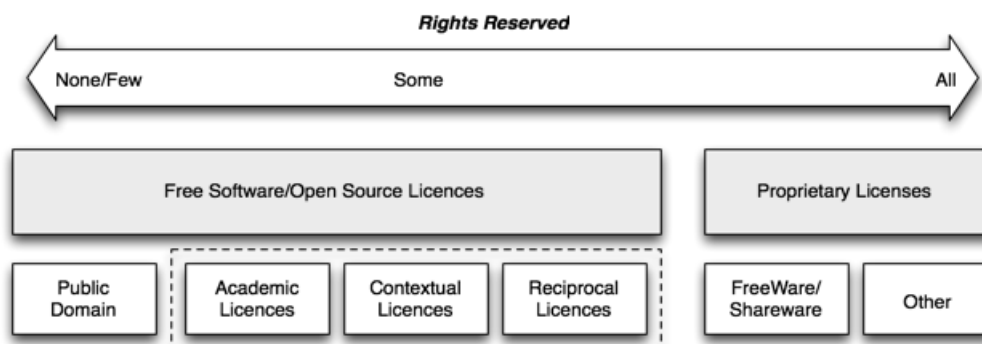 Rights Reserved
None/Few Some All
Free Software/Open Source Licences Proprietary Licenses
Public
Domain
Academic
Licences
Contextual
Licences
Reciprocal
Licences
FreeWare/
Shareware
Other